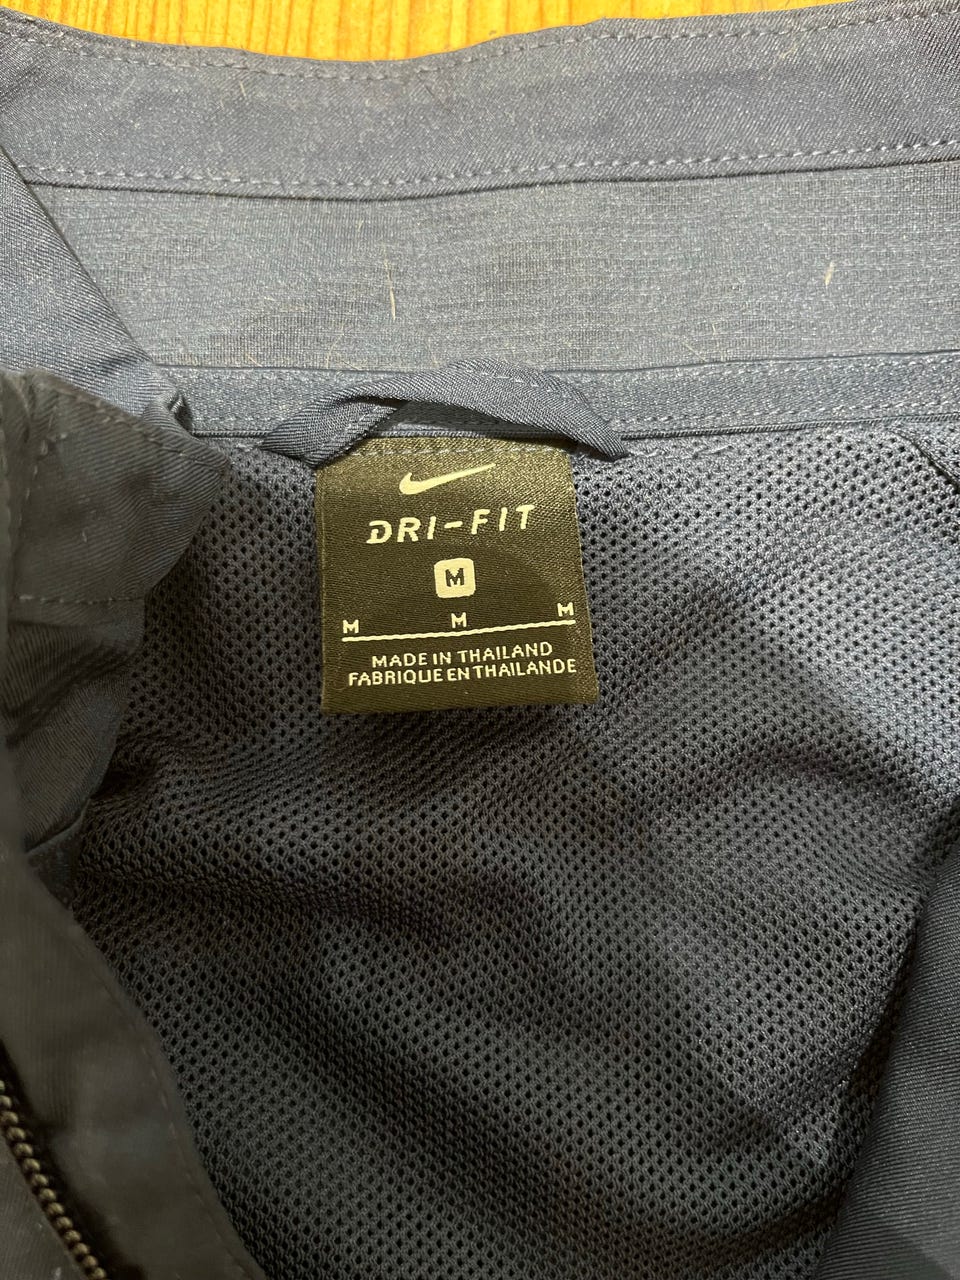 DRI-FIT
M
M M M
MADE IN THAILAND
FABRIQUE EN THAILANDE